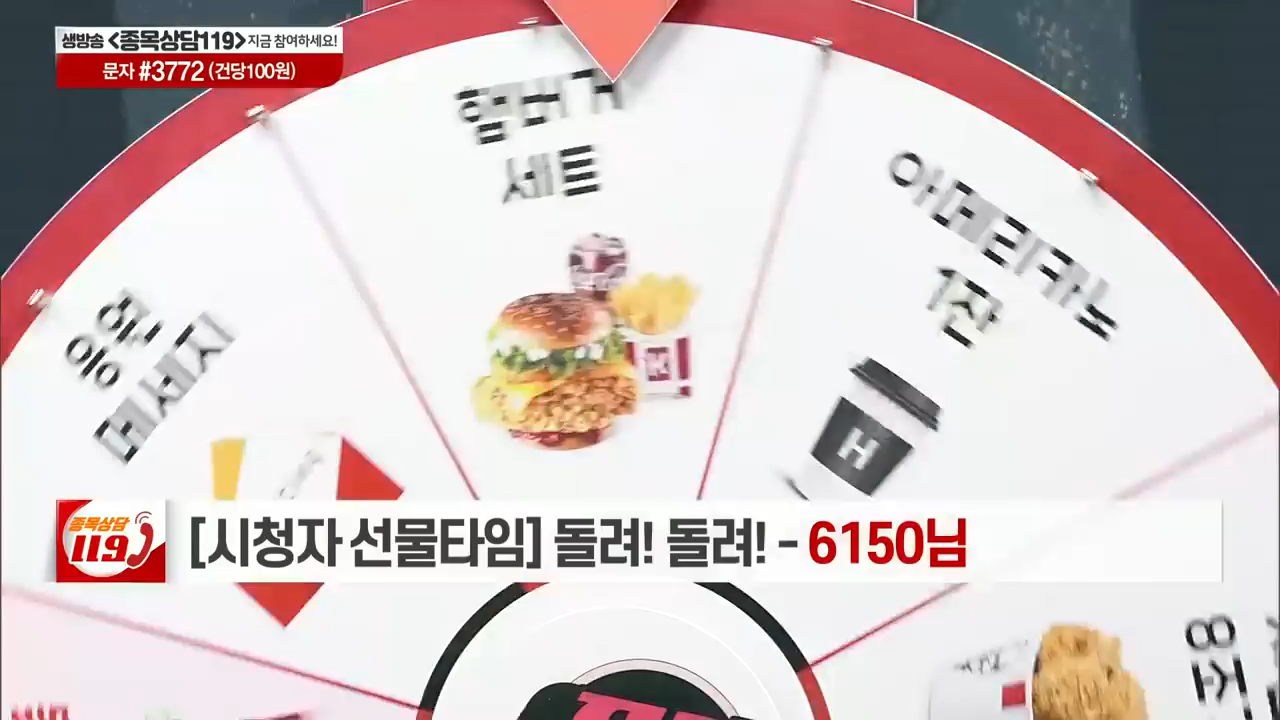 생방송 <종목상담119> 지금 참여하세요!
문자 #3772 (건당100원)
햄버거
세트
아메리카노
1잔
응원
메세지
H
K
종목상담
119
[시청자 선물타임] 돌려! 돌려! - 6150님
8
조